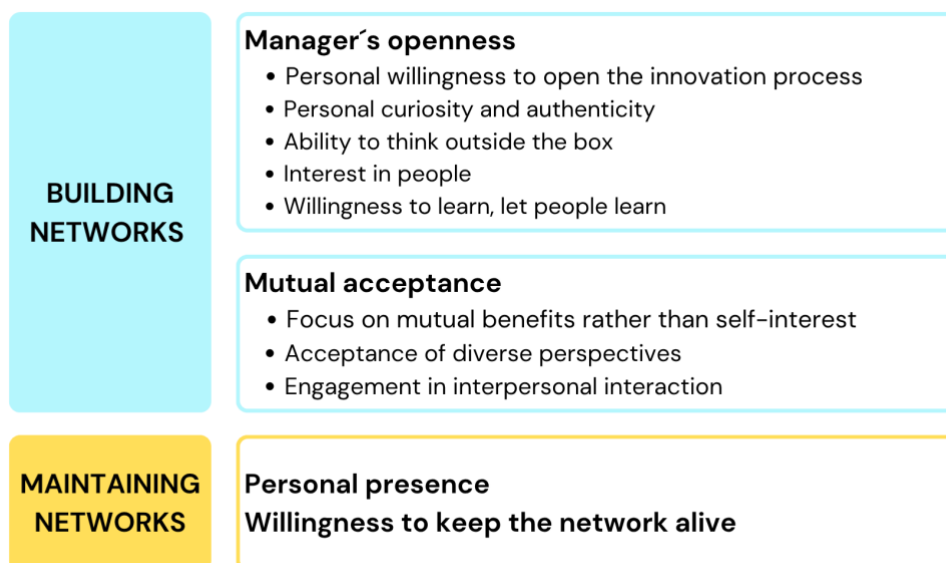 BUILDING
NETWORKS
Manager´s openness
• Personal willingness to open the innovation process
• Personal curiosity and authenticity
• Ability to think outside the box
• Interest in people
• Willingness to learn, let people learn
Mutual acceptance
• Focus on mutual benefits rather than self-interest
• Acceptance of diverse perspectives
• Engagement in interpersonal interaction
MAINTAINING
NETWORKS
Personal presence
Willingness to keep the network alive